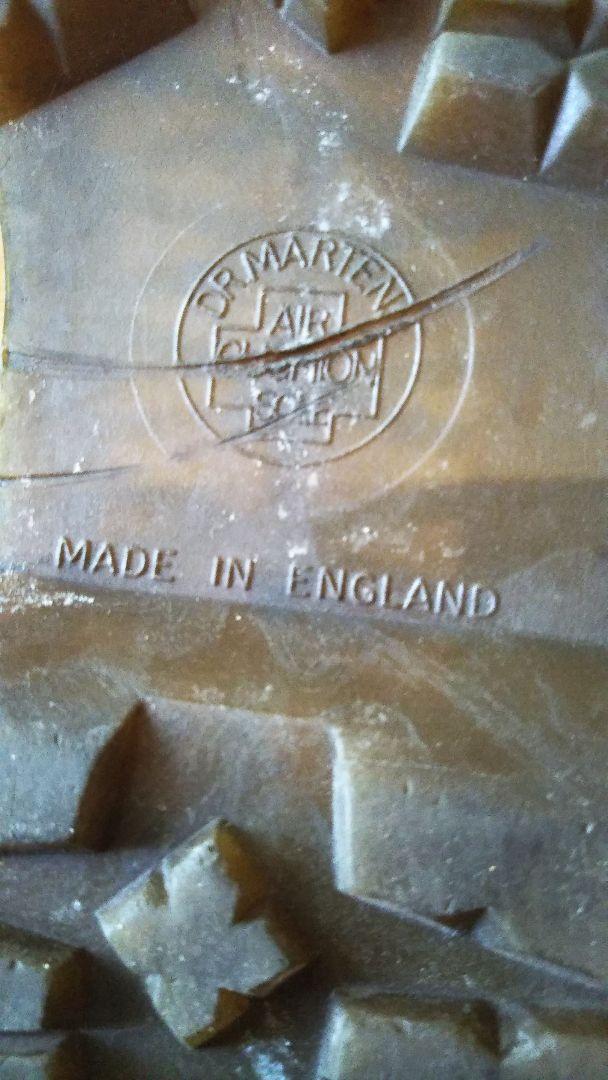 DR. MARTEN
AIR
CUSHION
SOLE
MADE IN ENGLAND